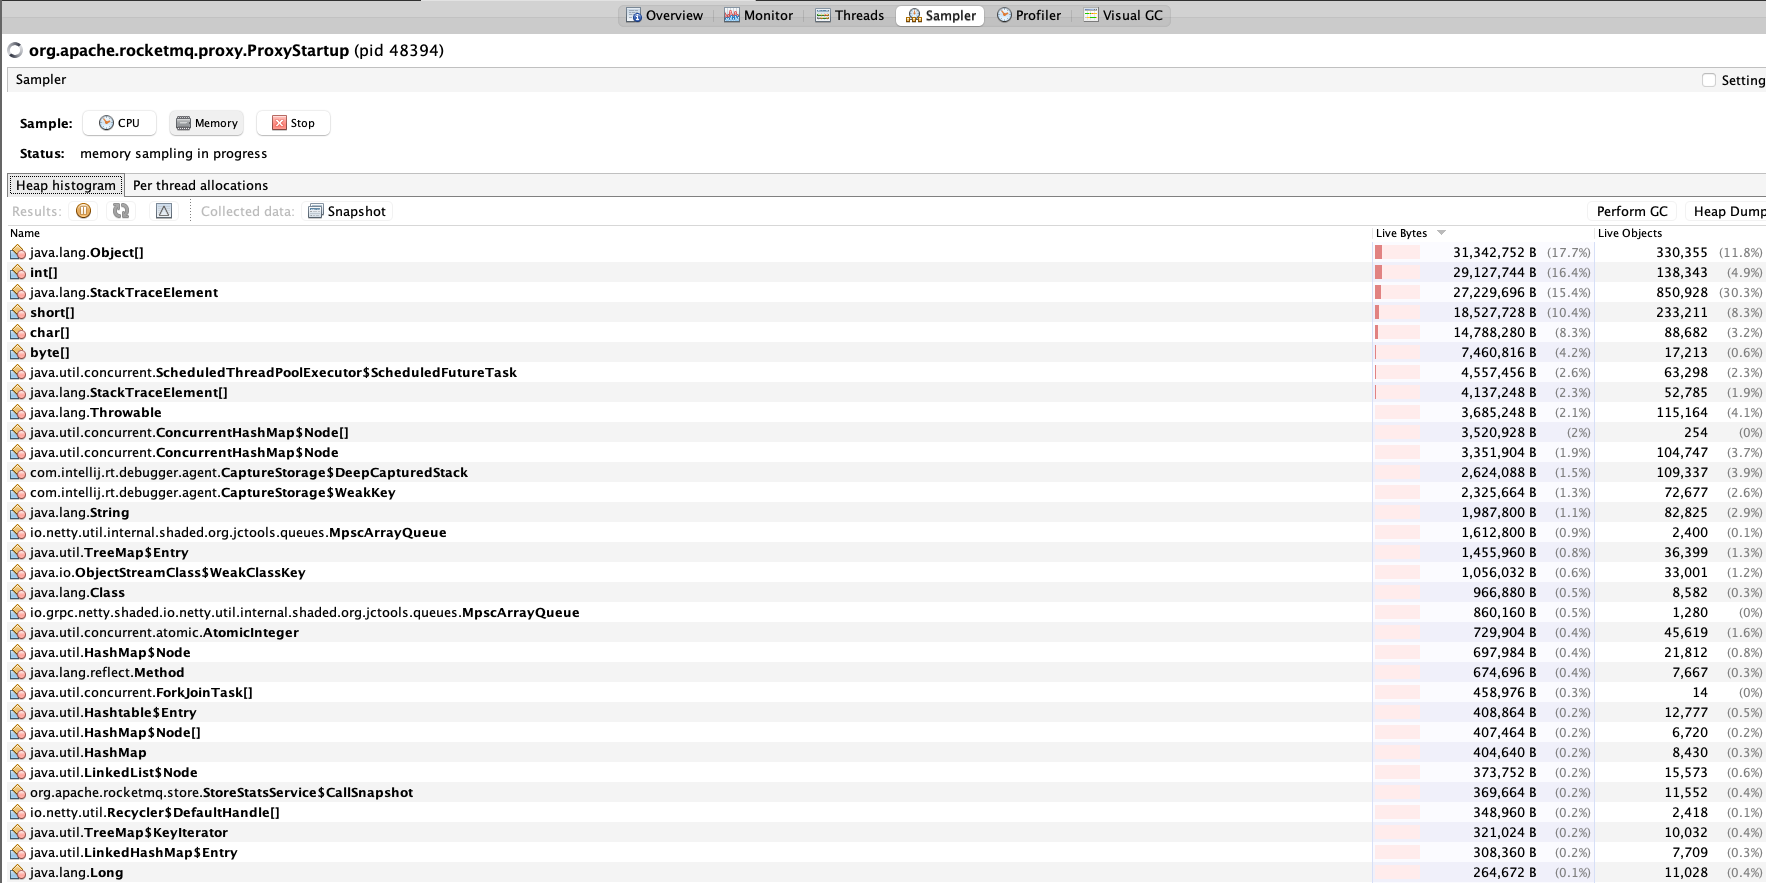 Overview Monitor Threads Sampler Profiler Visual GC
org.apache.rocketmq.proxy.ProxyStartup (pid 48394)
Sampler Setting
Sample: CPU Memory Stop
Status: memory sampling in progress
Heap histogram Per thread allocations
Results: Collected data: Snapshot Perform GC Heap Dump
Name Live Bytes Live Objects
java.lang.Object[] 31,342,752 B (17.7%) 330,355 (11.8%)
int[] 29,127,744 B (16.4%) 138,343 (4.9%)
java.lang.StackTraceElement 27,229,696 B (15.4%) 850,928 (30.3%)
short[] 18,527,728 B (10.4%) 233,211 (8.3%)
char[] 14,788,280 B (8.3%) 88,682 (3.2%)
byte[] 7,460,816 B (4.2%) 17,213 (0.6%)
java.util.concurrent.ScheduledThreadPoolExecutor$ScheduledFutureTask 4,557,456 B (2.6%) 63,298 (2.3%)
java.lang.StackTraceElement[] 4,137,248 B (2.3%) 52,785 (1.9%)
java.lang.Throwable 3,685,248 B (2.1%) 115,164 (4.1%)
java.util.concurrent.ConcurrentHashMap$Node[] 3,520,928 B (2%) 254 (0%)
java.util.concurrent.ConcurrentHashMap$Node 3,351,904 B (1.9%) 104,747 (3.7%)
com.intellij.rt.debugger.agent.CaptureStorage$DeepCapturedStack 2,624,088 B (1.5%) 109,337 (3.9%)
com.intellij.rt.debugger.agent.CaptureStorage$WeakKey 2,325,664 B (1.3%) 72,677 (2.6%)
java.lang.String 1,987,800 B (1.1%) 82,825 (2.9%)
io.netty.util.internal.shaded.org.jctools.queues.MpscArrayQueue 1,612,800 B (0.9%) 2,400 (0.1%)
java.util.TreeMap$Entry 1,455,960 B (0.8%) 36,399 (1.3%)
java.io.ObjectStreamClass$WeakClassKey 1,056,032 B (0.6%) 33,001 (1.2%)
java.lang.Class 966,880 B (0.5%) 8,582 (0.3%)
io.grpc.netty.shaded.io.netty.util.internal.shaded.org.jctools.queues.MpscArrayQueue 860,160 B (0.5%) 1,280 (0%)
java.util.concurrent.atomic.AtomicInteger 729,904 B (0.4%) 45,619 (1.6%)
java.util.HashMap$Node 697,984 B (0.4%) 21,812 (0.8%)
java.lang.reflect.Method 674,696 B (0.4%) 7,667 (0.3%)
java.util.concurrent.ForkJoinTask[] 458,976 B (0.3%) 14 (0%)
java.util.Hashtable$Entry 408,864 B (0.2%) 12,777 (0.5%)
java.util.HashMap$Node[] 407,464 B (0.2%) 6,720 (0.2%)
java.util.HashMap 404,640 B (0.2%) 8,430 (0.3%)
java.util.LinkedList$Node 373,752 B (0.2%) 15,573 (0.6%)
org.apache.rocketmq.store.StoreStatsService$CallSnapshot 369,664 B (0.2%) 11,552 (0.4%)
io.netty.util.Recycler$DefaultHandle[] 348,960 B (0.2%) 2,418 (0.1%)
java.util.TreeMap$KeyIterator 321,024 B (0.2%) 10,032 (0.4%)
java.util.LinkedHashMap$Entry 308,360 B (0.2%) 7,709 (0.3%)
java.lang.Long 264,672 B (0.1%) 11,028 (0.4%)